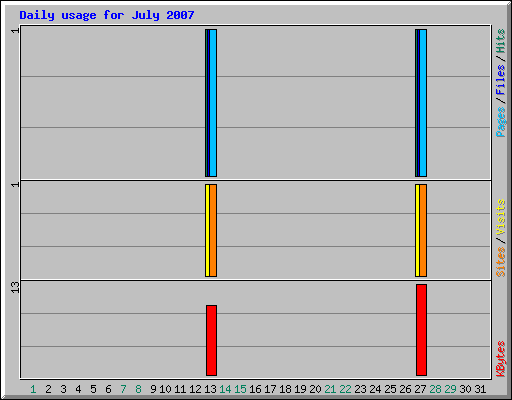 Daily usage for July 2007
1
Pages/Files/Hits
1
Sites/Visits
13
KBytes
1 2 3 4 5 6 7 8 9 10 11 12 13 14 15 16 17 18 19 20 21 22 23 24 25 26 27 28 29 30 31